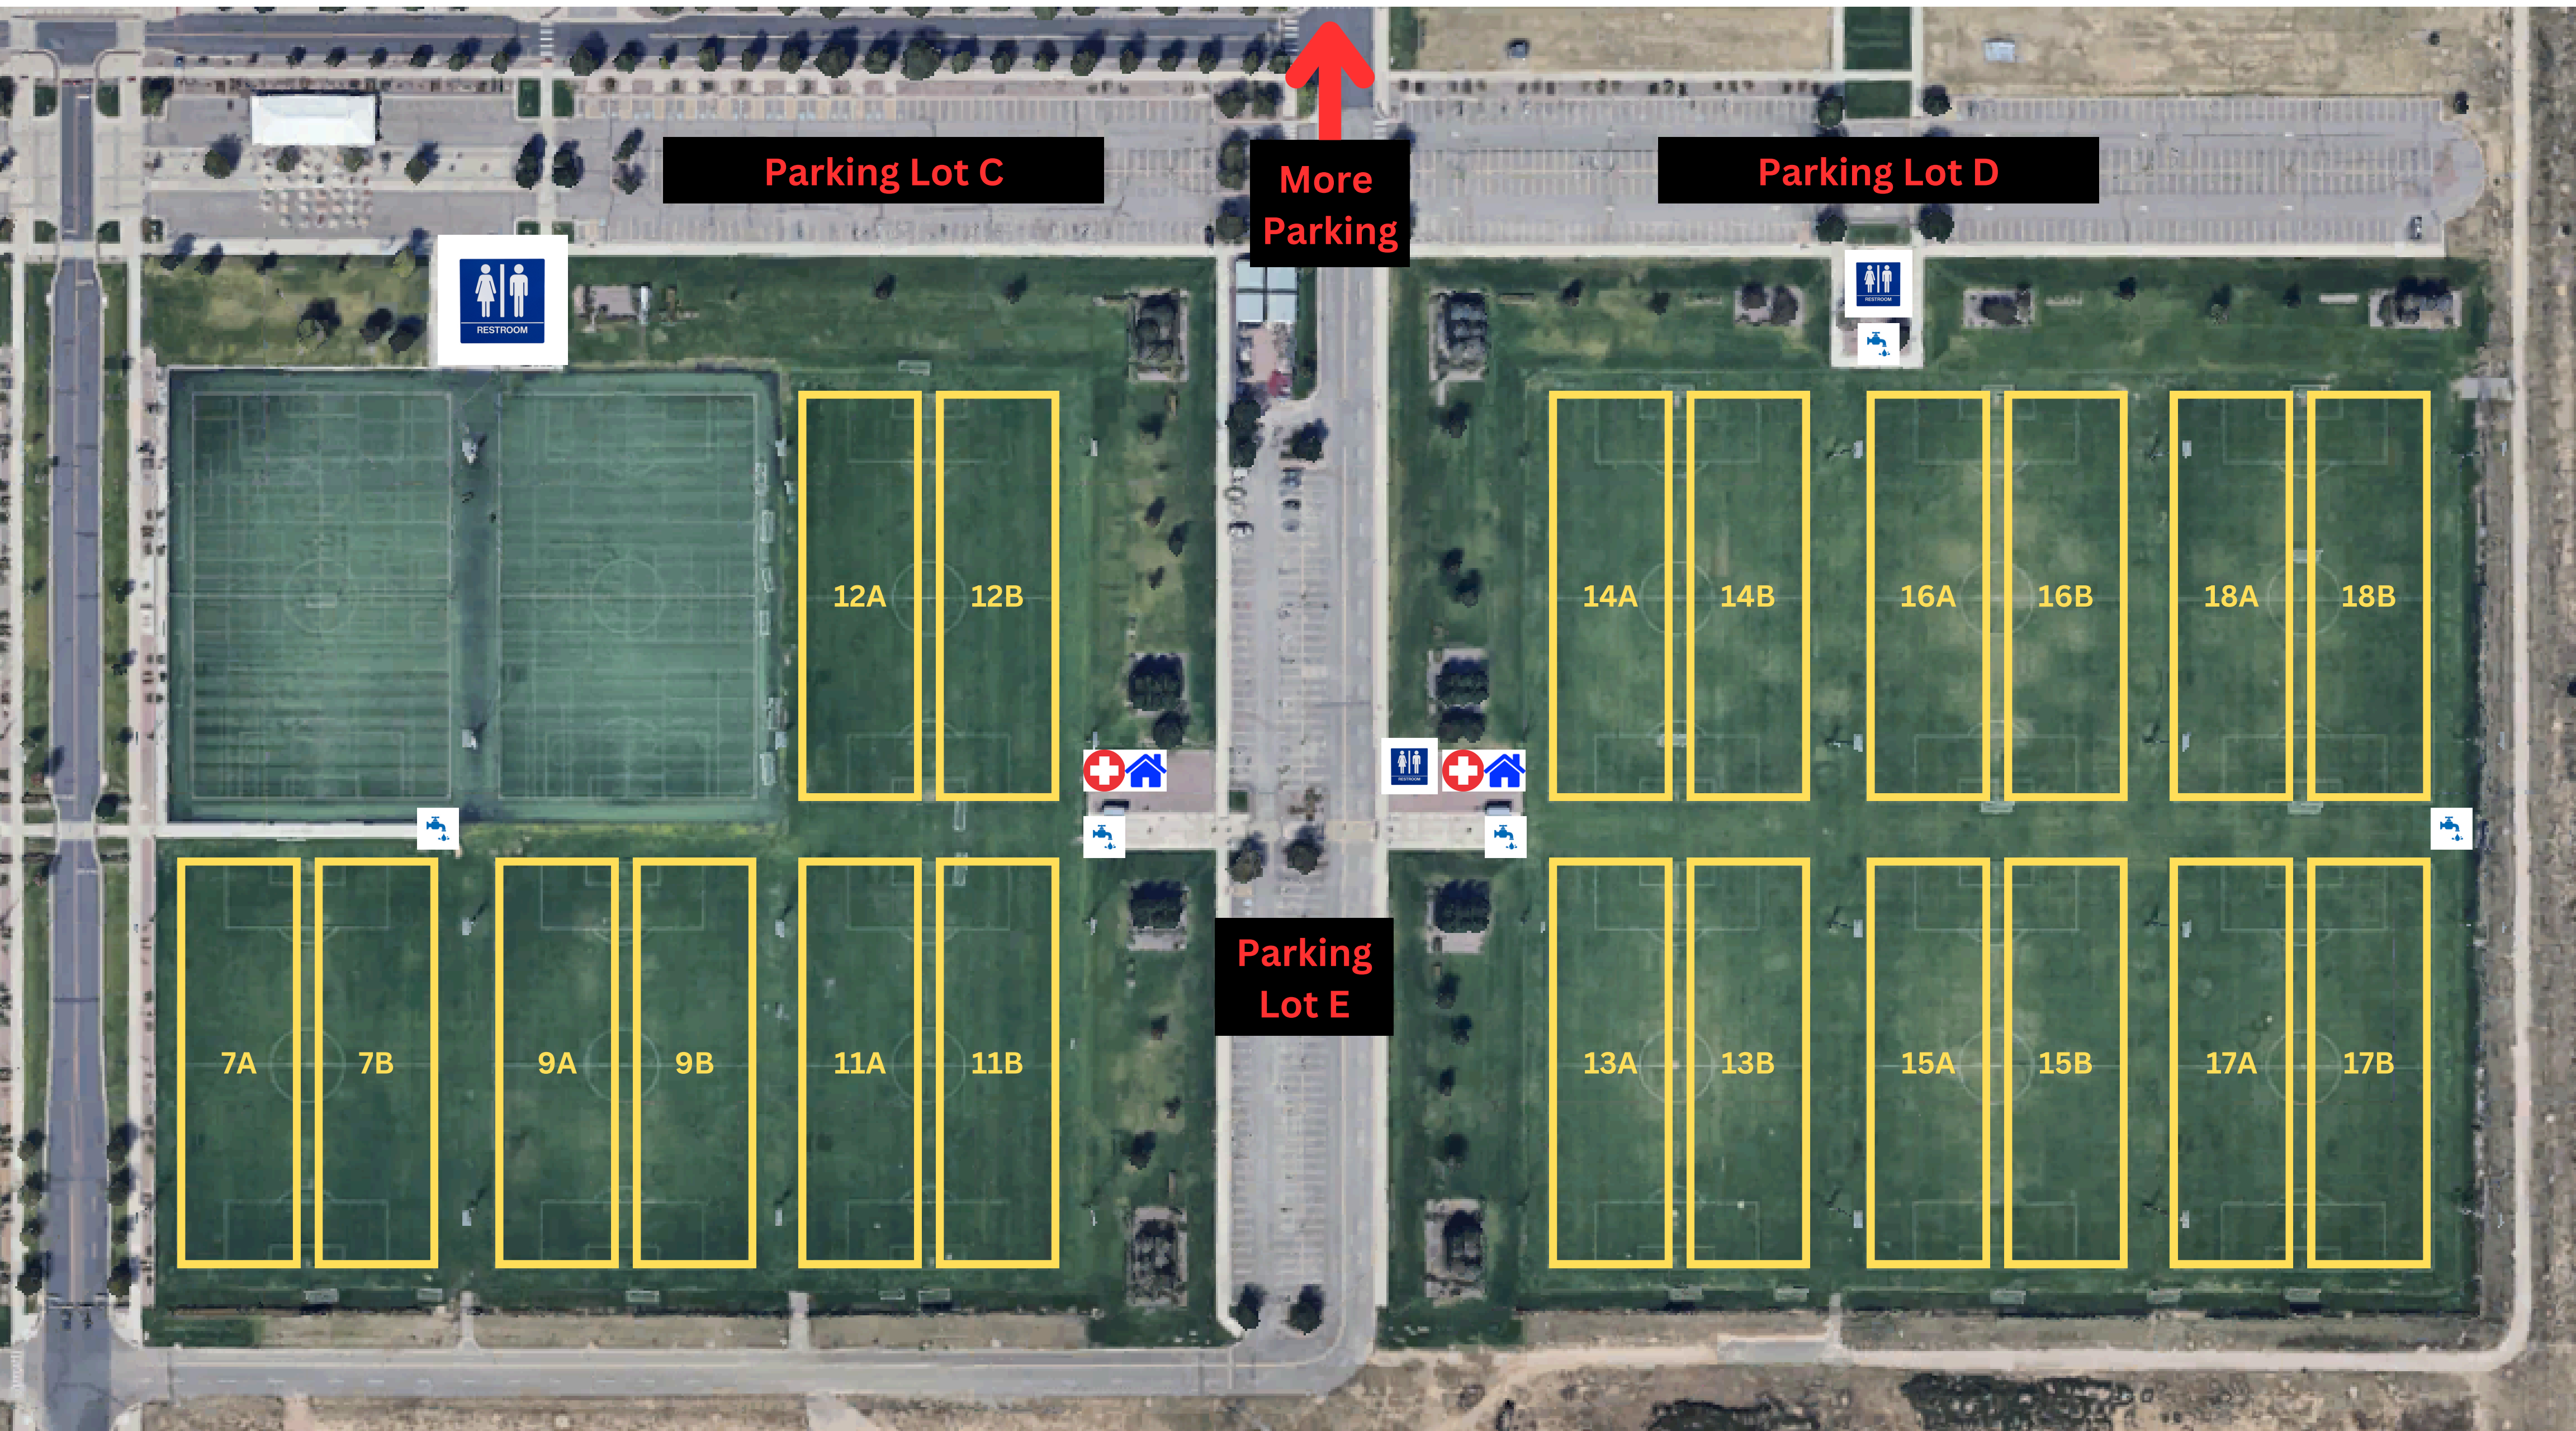 Parking Lot C
More
Parking
Parking Lot D
RESTROOM
RESTROOM
12A
12B
14A
14B
16A
16B
18A
18B
RESTROOM
Parking
Lot E
7A
7B
9A
9B
11A
11B
13A
13B
15A
15B
17A
17B